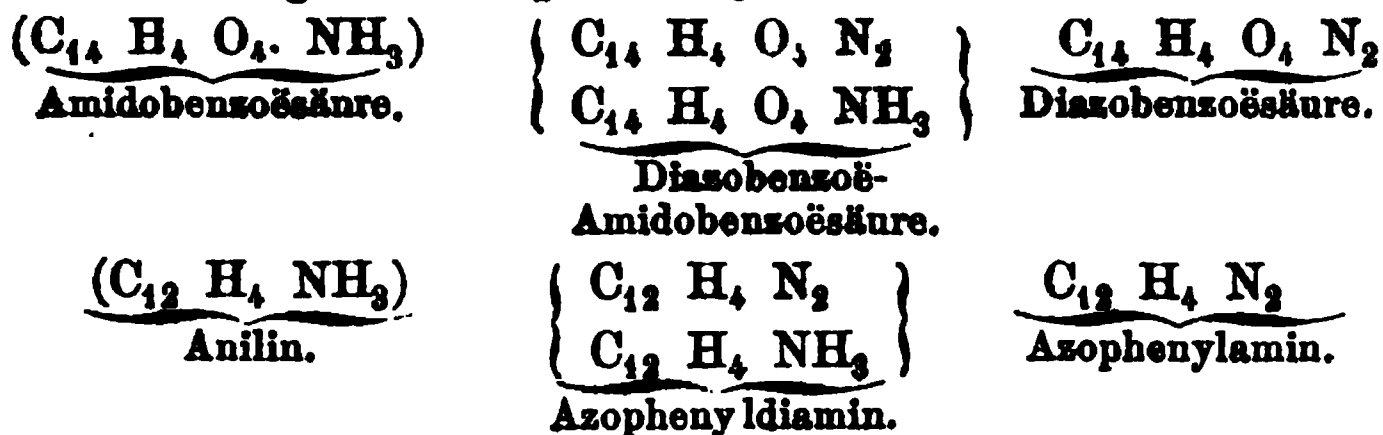 (C₁₄ H₄ O₄. NH₃) { C₁₄ H₄ O₄ N₂ } C₁₄ H₄ O₄ N₂
Amidobenzoësäure. { C₁₄ H₄ O₄ NH₃ } Diazobenzoësäure.
Diazobenzoë-
Amidobenzoësäure.
(C₁₂ H₄ NH₃) { C₁₂ H₄ N₂ } C₁₂ H₄ N₂
Anilin. { C₁₂ H₄ NH₃ } Azophenylamin.
Azophenyldiamin.